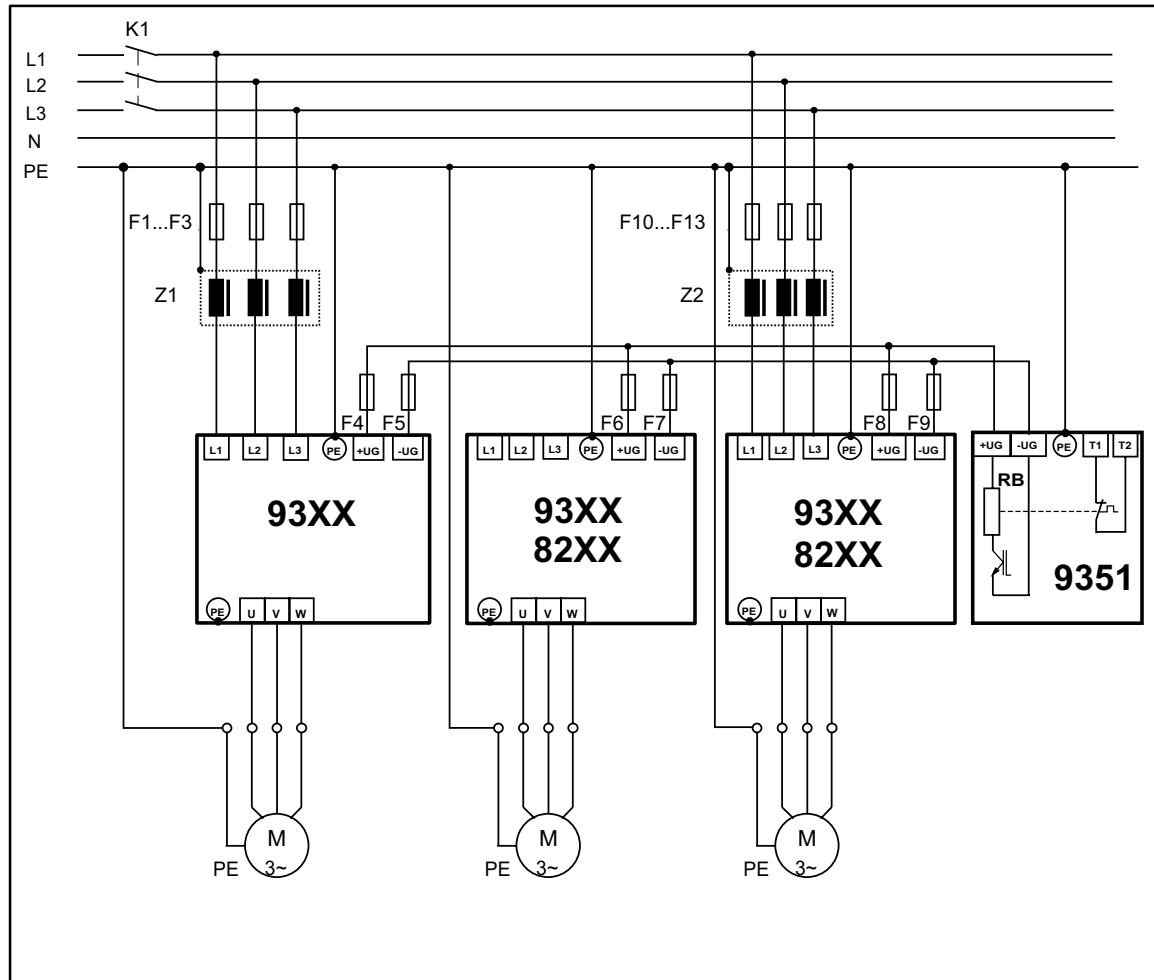 K1
L1
L2
L3
N
PE
F1...F3
F10...F13
Z1
Z2
F4 F5
F6 F7
F8 F9
L1 L2 L3 PE +UG -UG
L1 L2 L3 PE +UG -UG
L1 L2 L3 PE +UG -UG
+UG -UG PE T1 T2
RB
93XX
93XX
82XX
93XX
82XX
9351
PE U V W
PE U V W
PE U V W
M
3~
PE
M
3~
PE
M
3~
PE